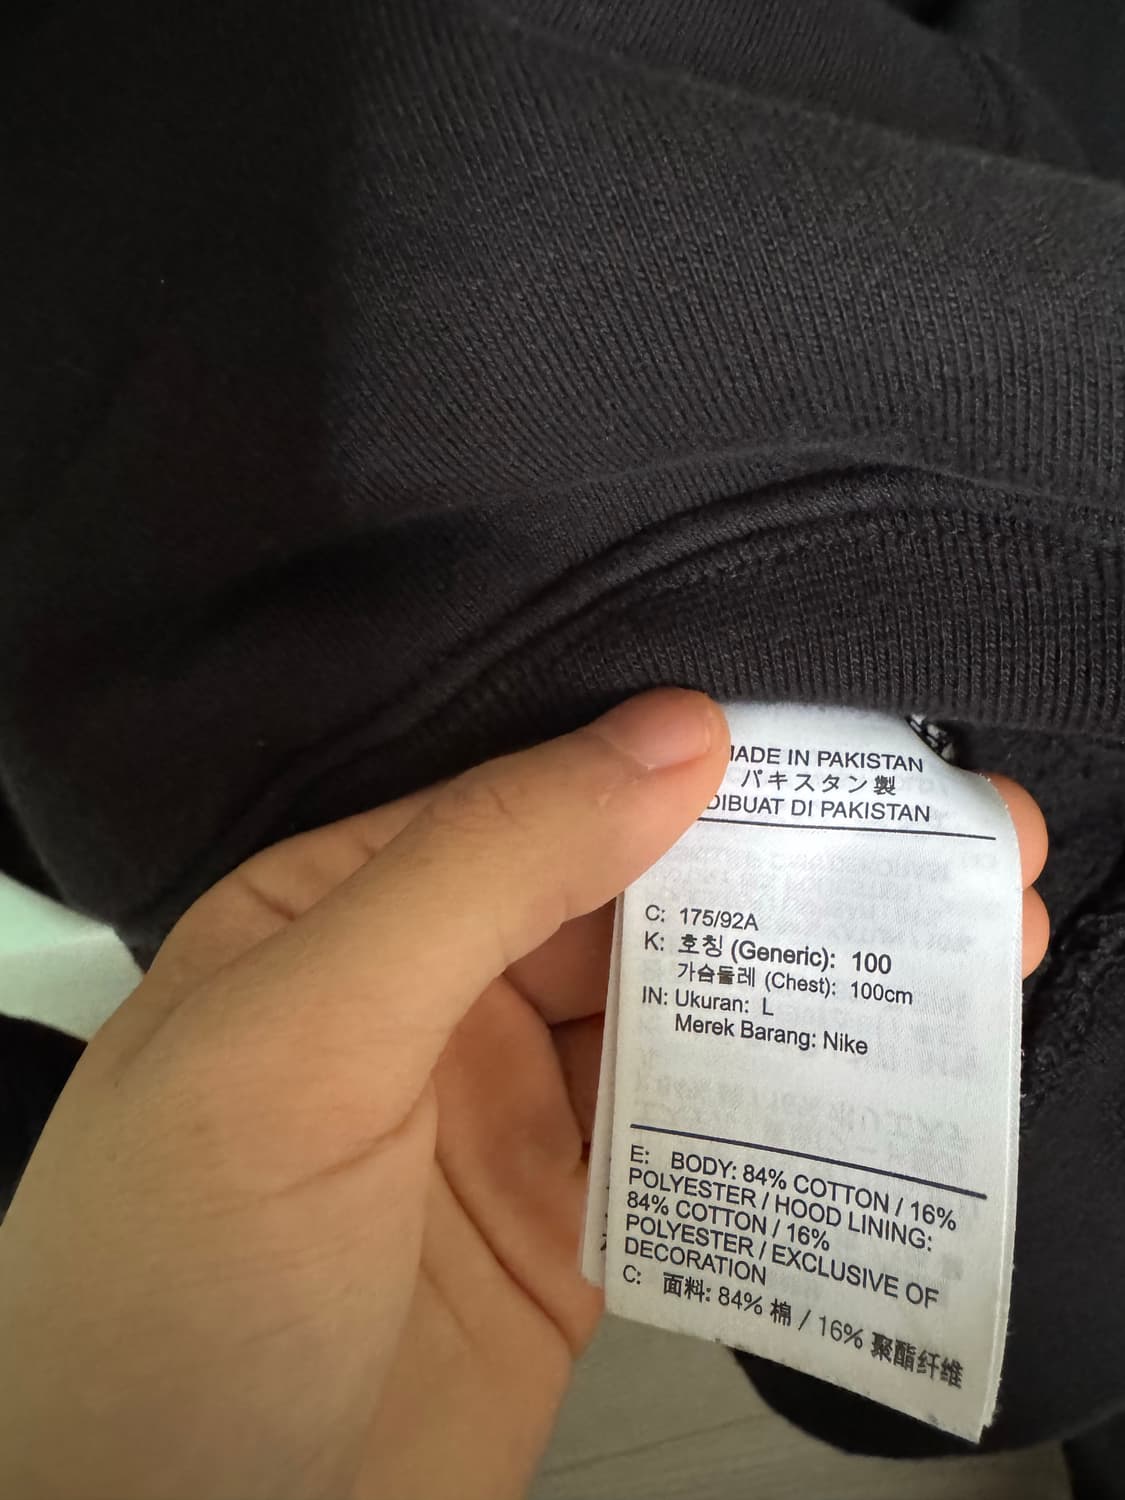 MADE IN PAKISTAN
パキスタン製
DIBUAT DI PAKISTAN
C: 175/92A
K: 호칭 (Generic): 100
가슴둘레 (Chest): 100cm
IN: Ukuran: L
Merek Barang: Nike
E: BODY: 84% COTTON / 16%
POLYESTER / HOOD LINING:
84% COTTON / 16%
POLYESTER / EXCLUSIVE OF
DECORATION
C: 面料: 84% 棉 / 16% 聚酯纤维